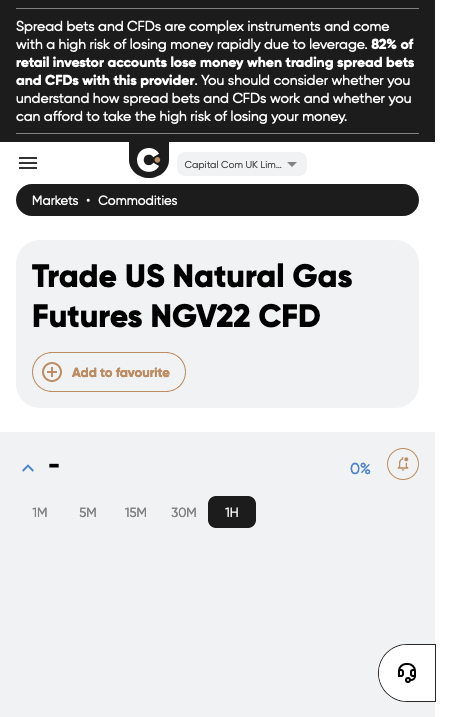 Spread bets and CFDs are complex instruments and come
with a high risk of losing money rapidly due to leverage. 82% of
retail investor accounts lose money when trading spread bets
and CFDs with this provider. You should consider whether you
understand how spread bets and CFDs work and whether you
can afford to take the high risk of losing your money.
Capital Com UK Lim...
Markets • Commodities
Trade US Natural Gas
Futures NGV22 CFD
Add to favourite
- 0%
1M 5M 15M 30M 1H